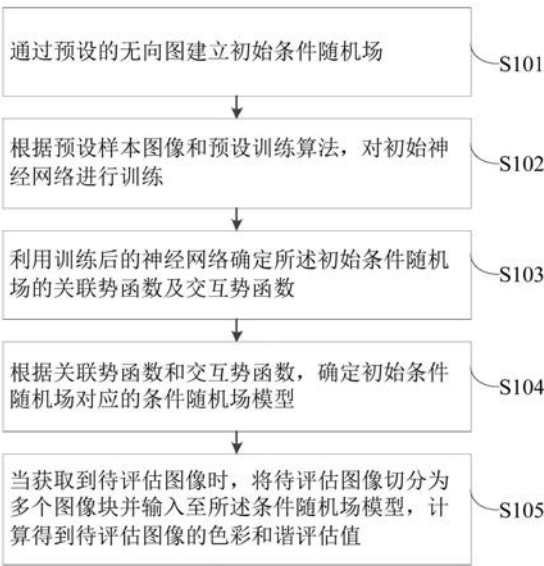 通过预设的无向图建立初始条件随机场
S101
根据预设样本图像和预设训练算法，对初始神
经网络进行训练
S102
利用训练后的神经网络确定所述初始条件随机
场的关联势函数及交互势函数
S103
根据关联势函数和交互势函数，确定初始条件
随机场对应的条件随机场模型
S104
当获取到待评估图像时，将待评估图像切分为
多个图像块并输入至所述条件随机场模型，计
算得到待评估图像的色彩和谐评估值
S105